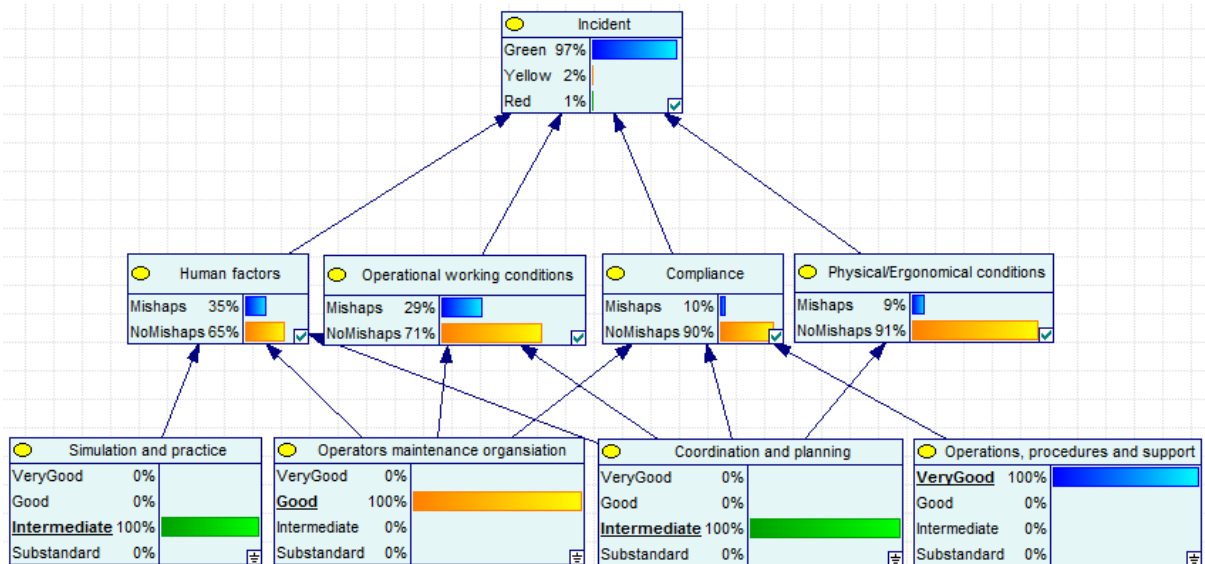 Incident
Green 97%
Yellow 2%
Red 1%
Human factors
Mishaps 35%
NoMishaps 65%
Operational working conditions
Mishaps 29%
NoMishaps 71%
Compliance
Mishaps 10%
NoMishaps 90%
Physical/Ergonomical conditions
Mishaps 9%
NoMishaps 91%
Simulation and practice
VeryGood 0%
Good 0%
Intermediate 100%
Substandard 0%
Operators maintenance organsiation
VeryGood 0%
Good 100%
Intermediate 0%
Substandard 0%
Coordination and planning
VeryGood 0%
Good 0%
Intermediate 100%
Substandard 0%
Operations, procedures and support
VeryGood 100%
Good 0%
Intermediate 0%
Substandard 0%